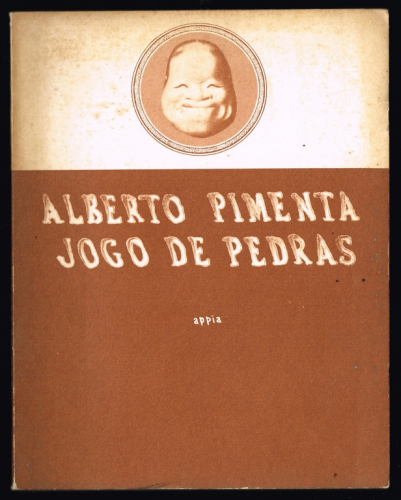 ALBERTO PIMENTA
JOGO DE PEDRAS
appia